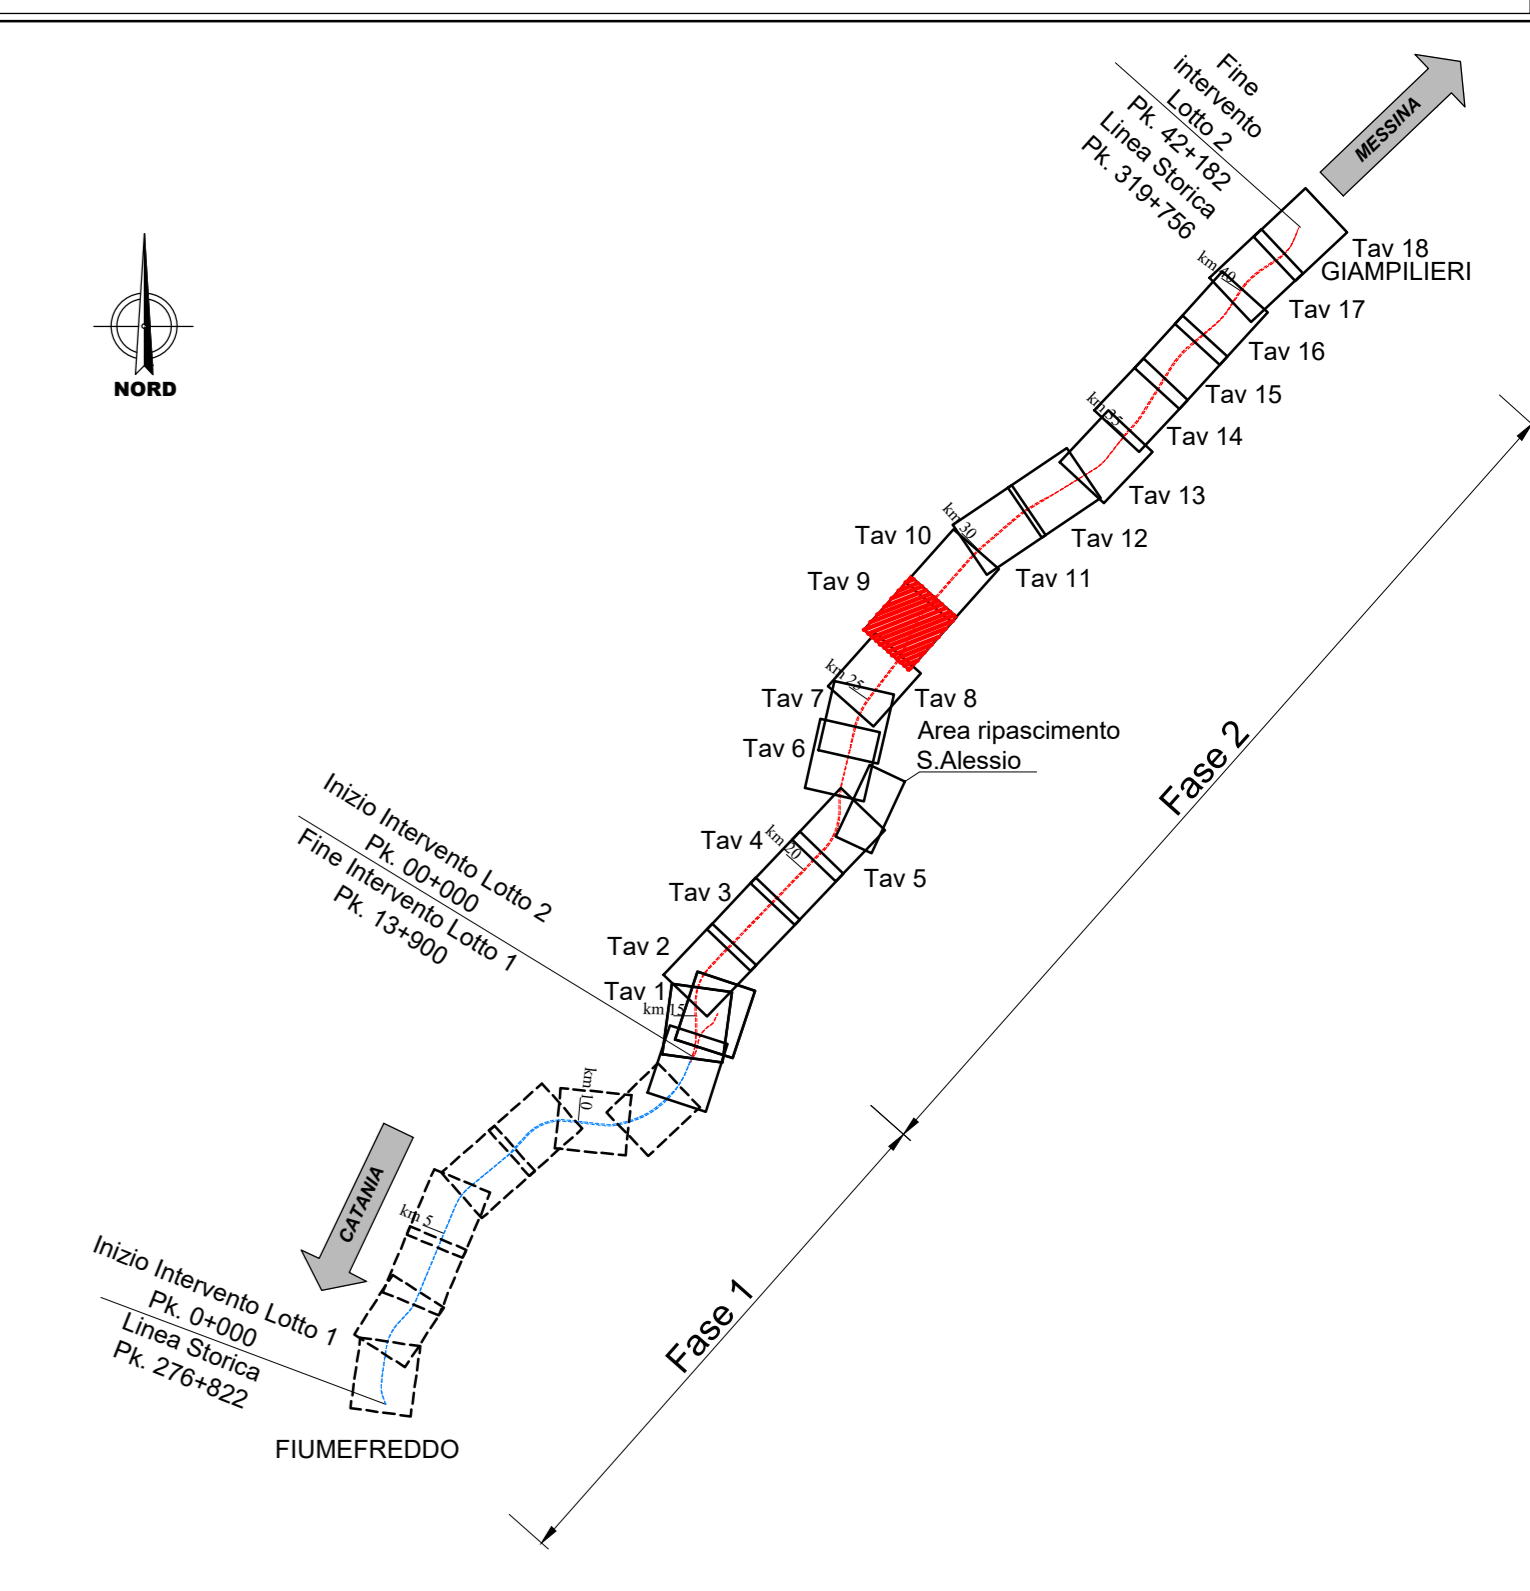 Fine
intervento
Lotto 2
Pk. 42+182
Linea Storica
Pk. 319+756
MESSINA
NORD
Tav 18
GIAMPILIERI
km 40
Tav 17
Tav 16
Tav 15
km 35
Tav 14
Tav 13
km 30
Tav 10
Tav 12
Tav 9
Tav 11
km 25
Tav 7
Tav 8
Area ripascimento
S.Alessio
Tav 6
Fase 2
Inizio Intervento Lotto 2
Pk. 00+000
Fine Intervento Lotto 1
Pk. 13+900
Tav 4
km 20
Tav 5
Tav 3
Tav 2
Tav 1
km 15
km 10
CATANIA
km 5
Inizio Intervento Lotto 1
Pk. 0+000
Linea Storica
Pk. 276+822
Fase 1
FIUMEFREDDO